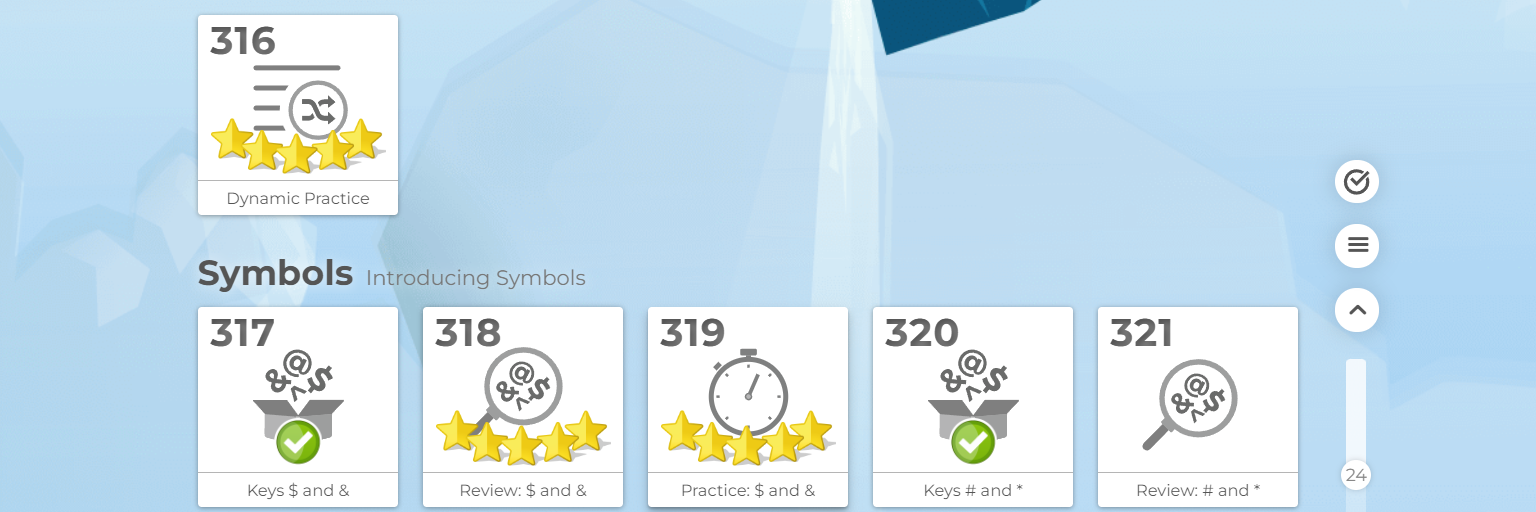 316
Dynamic Practice
Symbols Introducing Symbols
317
Keys $ and &
318
Review: $ and &
319
Practice: $ and &
320
Keys # and *
321
Review: # and *
24